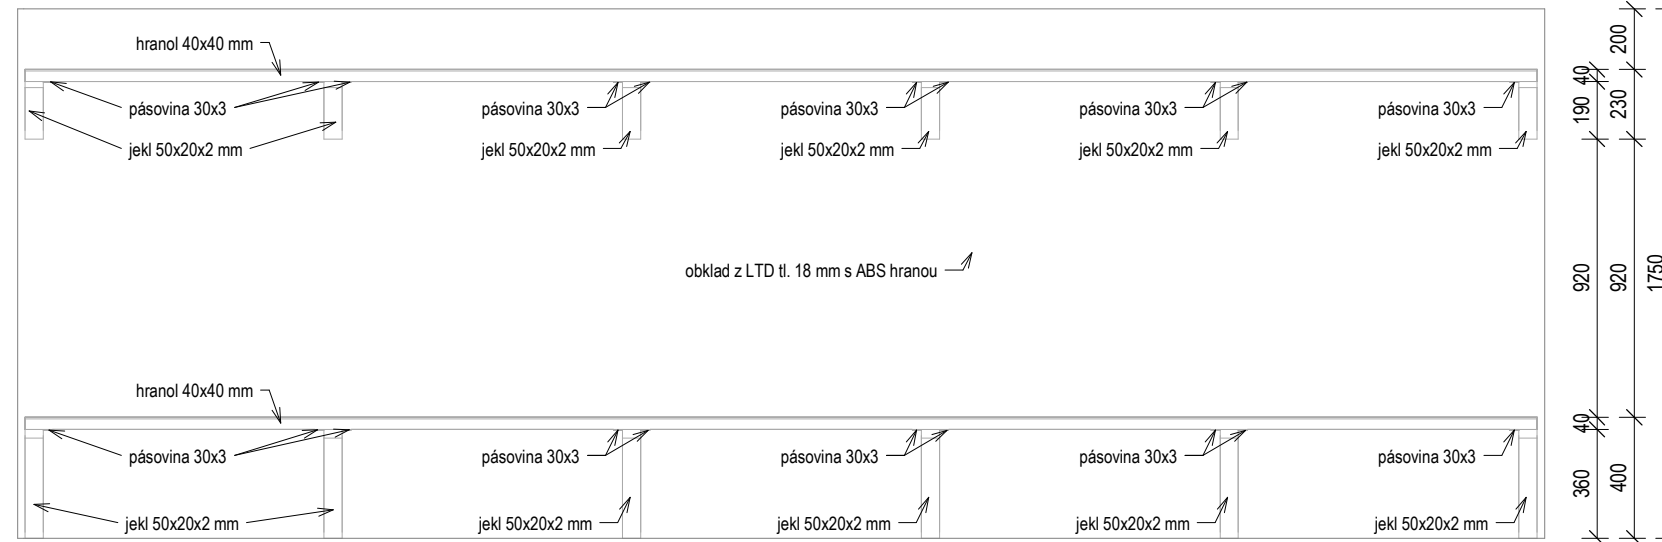 hranol 40x40 mm
pásovina 30x3
pásovina 30x3
pásovina 30x3
pásovina 30x3
pásovina 30x3
jekl 50x20x2 mm
jekl 50x20x2 mm
jekl 50x20x2 mm
jekl 50x20x2 mm
jekl 50x20x2 mm
obklad z LTD tl. 18 mm s ABS hranou
hranol 40x40 mm
pásovina 30x3
pásovina 30x3
pásovina 30x3
pásovina 30x3
pásovina 30x3
jekl 50x20x2 mm
jekl 50x20x2 mm
jekl 50x20x2 mm
jekl 50x20x2 mm
jekl 50x20x2 mm
40
190
920
40
360
200
230
920
400
1750